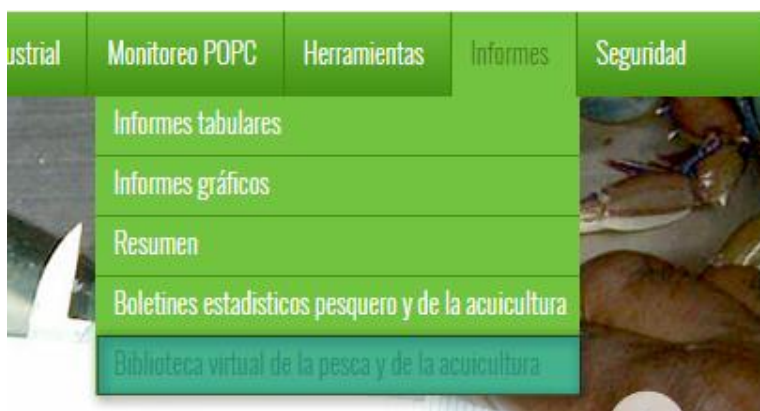 Monitoreo POPC Herramientas Informes Seguridad
Informes tabulares
Informes gráficos
Resumen
Boletines estadisticos pesquero y de la acuicultura
Biblioteca virtual de la pesca y de la acuicultura